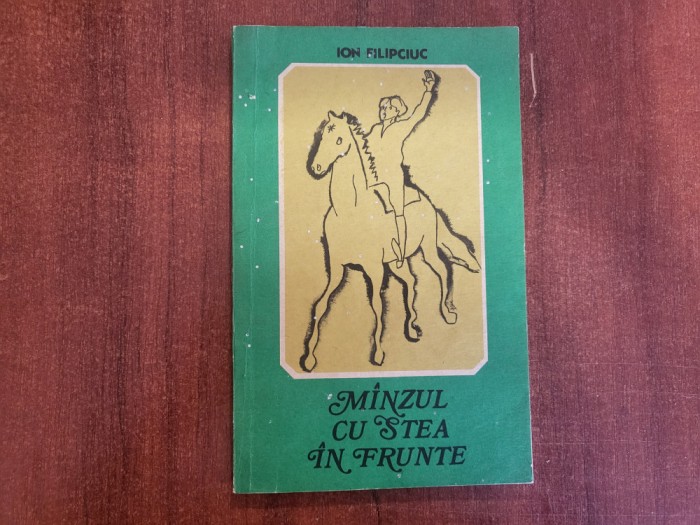 ION FILIPCIUC
MÎNZUL
CU STEA
ÎN FRUNTE